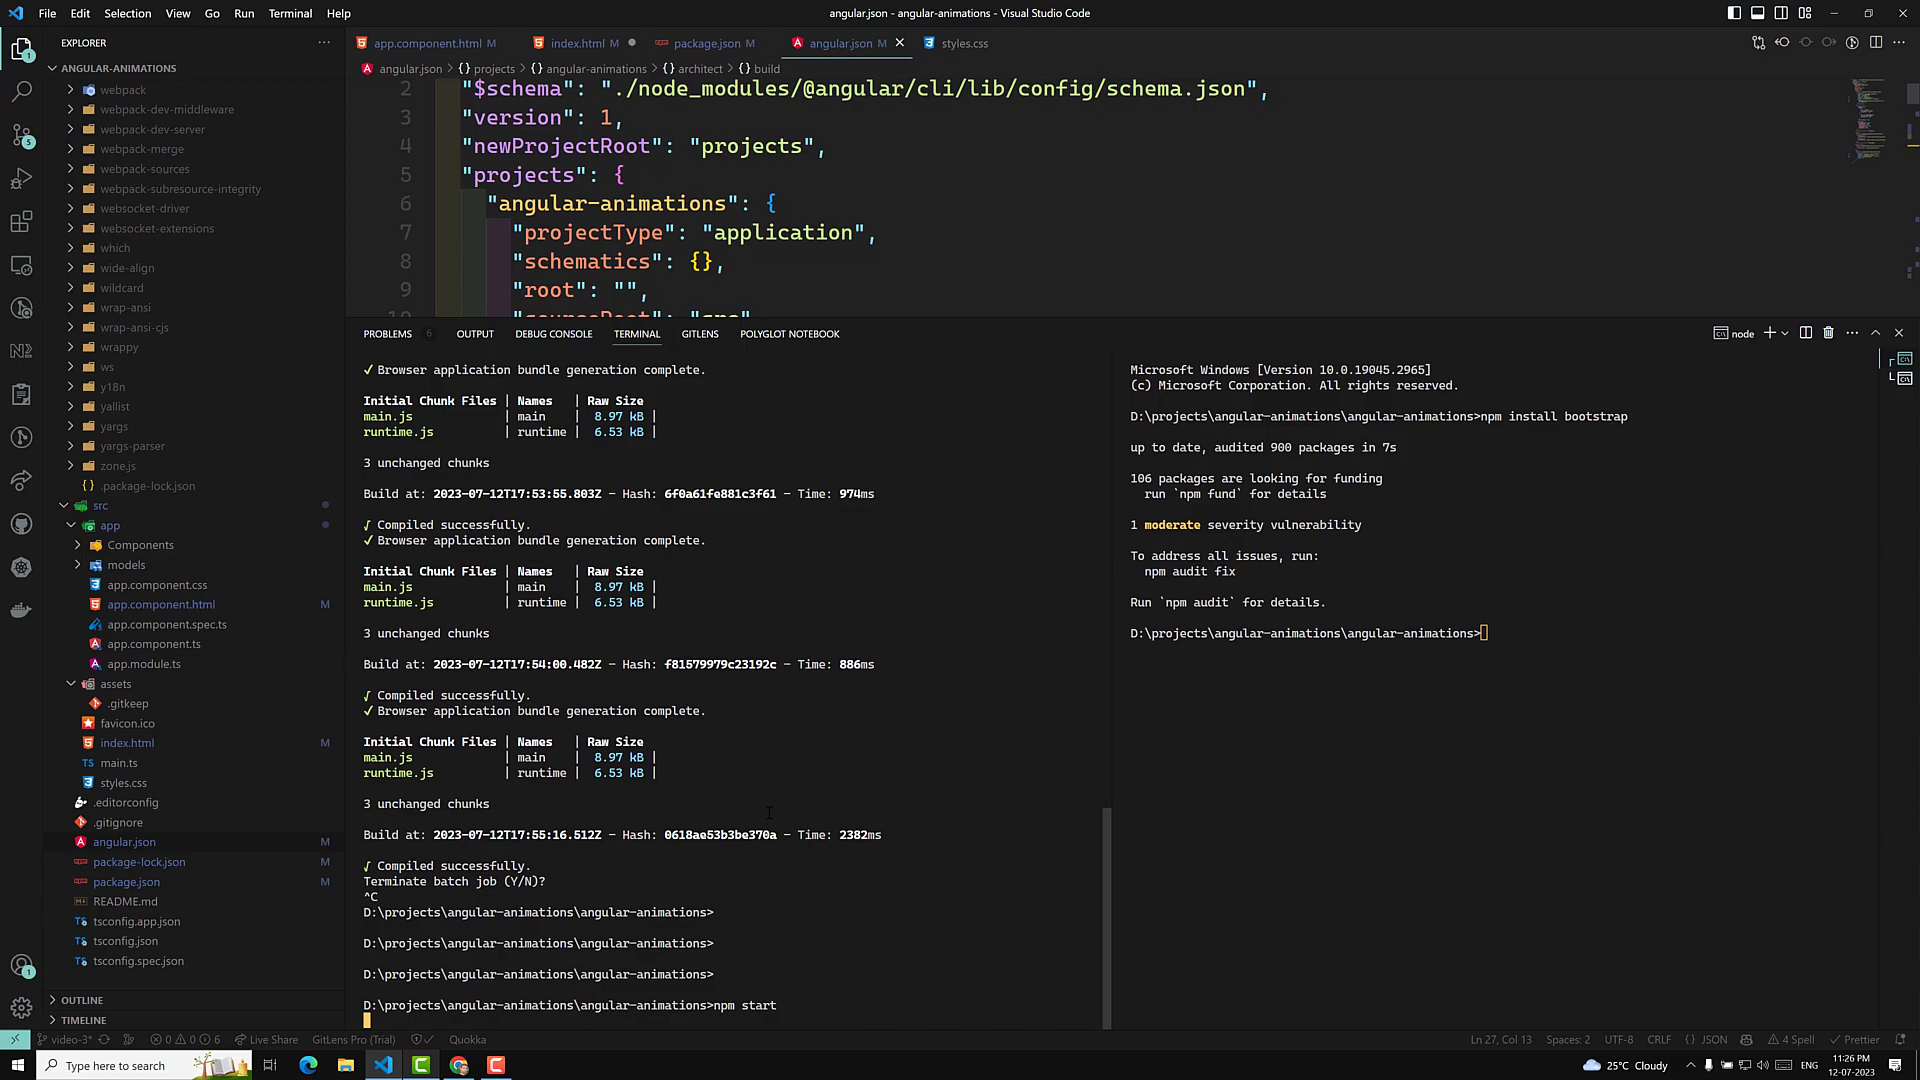 File Edit Selection View Go Run Terminal Help
angular.json - angular-animations - Visual Studio Code
EXPLORER
ANGULAR-ANIMATIONS
webpack
webpack-dev-middleware
webpack-dev-server
webpack-merge
webpack-sources
webpack-subresource-integrity
websocket-driver
websocket-extensions
which
wide-align
wildcard
wrap-ansi
wrap-ansi-cjs
wrappy
ws
y18n
yallist
yargs
yargs-parser
zone.js
{} .package-lock.json
src
app
Components
models
app.component.css
app.component.html M
app.component.spec.ts
app.component.ts
app.module.ts
assets
.gitkeep
favicon.ico
index.html M
TS main.ts
styles.css
.editorconfig
.gitignore
angular.json M
package-lock.json M
package.json M
README.md
tsconfig.app.json
tsconfig.json
tsconfig.spec.json
OUTLINE
TIMELINE
app.component.html M
index.html M
package.json M
angular.json M
styles.css
angular.json > {} projects > {} angular-animations > {} architect > {} build
2 "$schema": "./node_modules/@angular/cli/lib/config/schema.json",
3 "version": 1,
4 "newProjectRoot": "projects",
5 "projects": {
6 "angular-animations": {
7 "projectType": "application",
8 "schematics": {},
9 "root": "",
10 "sourceRoot": "src"
PROBLEMS 6 OUTPUT DEBUG CONSOLE TERMINAL GITLENS POLYGLOT NOTEBOOK
node
✓ Browser application bundle generation complete.
Initial Chunk Files | Names | Raw Size
main.js | main | 8.97 kB |
runtime.js | runtime | 6.53 kB |
3 unchanged chunks
Build at: 2023-07-12T17:53:55.803Z - Hash: 6f0a61fe881c3f61 - Time: 974ms
√ Compiled successfully.
✓ Browser application bundle generation complete.
Initial Chunk Files | Names | Raw Size
main.js | main | 8.97 kB |
runtime.js | runtime | 6.53 kB |
3 unchanged chunks
Build at: 2023-07-12T17:54:00.482Z - Hash: f81579979c23192c - Time: 886ms
√ Compiled successfully.
✓ Browser application bundle generation complete.
Initial Chunk Files | Names | Raw Size
main.js | main | 8.97 kB |
runtime.js | runtime | 6.53 kB |
3 unchanged chunks
Build at: 2023-07-12T17:55:16.512Z - Hash: 0618ae53b3be370a - Time: 2382ms
√ Compiled successfully.
Terminate batch job (Y/N)?
^C
D:\projects\angular-animations\angular-animations>
D:\projects\angular-animations\angular-animations>
D:\projects\angular-animations\angular-animations>
D:\projects\angular-animations\angular-animations>npm start
Microsoft Windows [Version 10.0.19045.2965]
(c) Microsoft Corporation. All rights reserved.
D:\projects\angular-animations\angular-animations>npm install bootstrap
up to date, audited 900 packages in 7s
106 packages are looking for funding
run `npm fund` for details
1 moderate severity vulnerability
To address all issues, run:
npm audit fix
Run `npm audit` for details.
D:\projects\angular-animations\angular-animations>
video-3* 0 0 6 Live Share GitLens Pro (Trial) Quokka
Ln 27, Col 13 Spaces: 2 UTF-8 CRLF {} JSON 4 Spell Prettier
Type here to search
25°C Cloudy
ENG
11:26 PM
12-07-2023